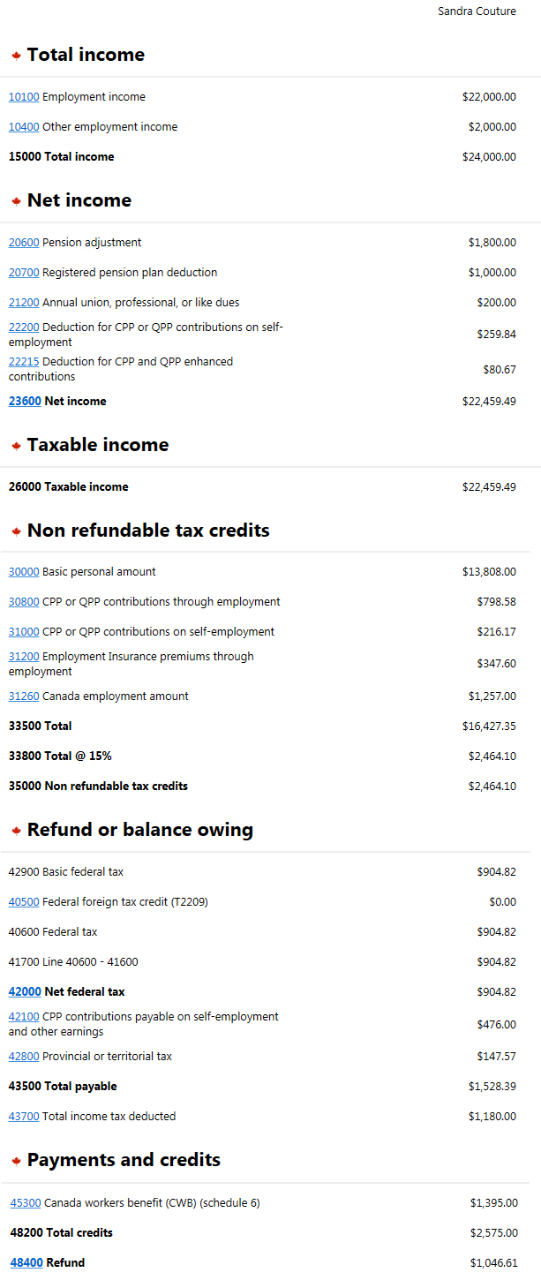 Sandra Couture
Total income
10100 Employment income $22,000.00
10400 Other employment income $2,000.00
15000 Total income $24,000.00
Net income
20600 Pension adjustment $1,800.00
20700 Registered pension plan deduction $1,000.00
21200 Annual union, professional, or like dues $200.00
22200 Deduction for CPP or QPP contributions on self-
employment $259.84
22215 Deduction for CPP and QPP enhanced
contributions $80.67
23600 Net income $22,459.49
Taxable income
26000 Taxable income $22,459.49
Non refundable tax credits
30000 Basic personal amount $13,808.00
30800 CPP or QPP contributions through employment $798.58
31000 CPP or QPP contributions on self-employment $216.17
31200 Employment Insurance premiums through
employment $347.60
31260 Canada employment amount $1,257.00
33500 Total $16,427.35
33800 Total @ 15% $2,464.10
35000 Non refundable tax credits $2,464.10
Refund or balance owing
42900 Basic federal tax $904.82
40500 Federal foreign tax credit (T2209) $0.00
40600 Federal tax $904.82
41700 Line 40600 - 41600 $904.82
42000 Net federal tax $904.82
42100 CPP contributions payable on self-employment
and other earnings $476.00
42800 Provincial or territorial tax $147.57
43500 Total payable $1,528.39
43700 Total income tax deducted $1,180.00
Payments and credits
45300 Canada workers benefit (CWB) (schedule 6) $1,395.00
48200 Total credits $2,575.00
48400 Refund $1,046.61